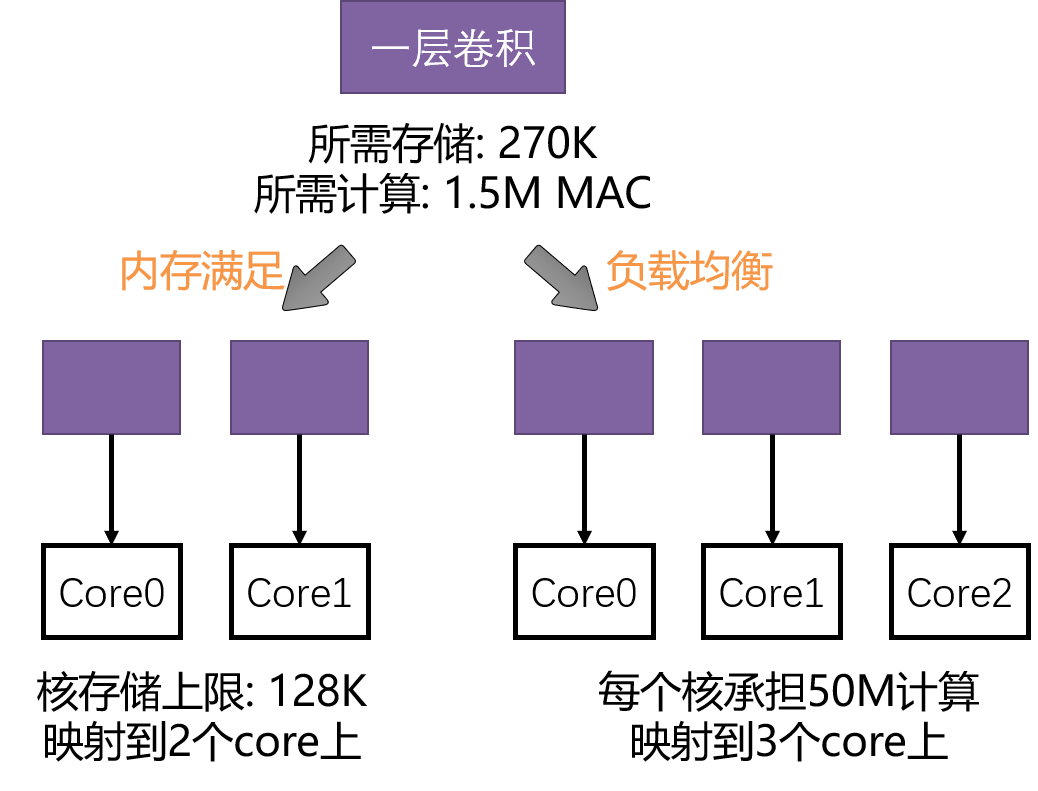 一层卷积
所需存储: 270K
所需计算: 1.5M MAC
内存满足
负载均衡
Core0
Core1
Core0
Core1
Core2
核存储上限: 128K
映射到2个core上
每个核承担50M计算
映射到3个core上